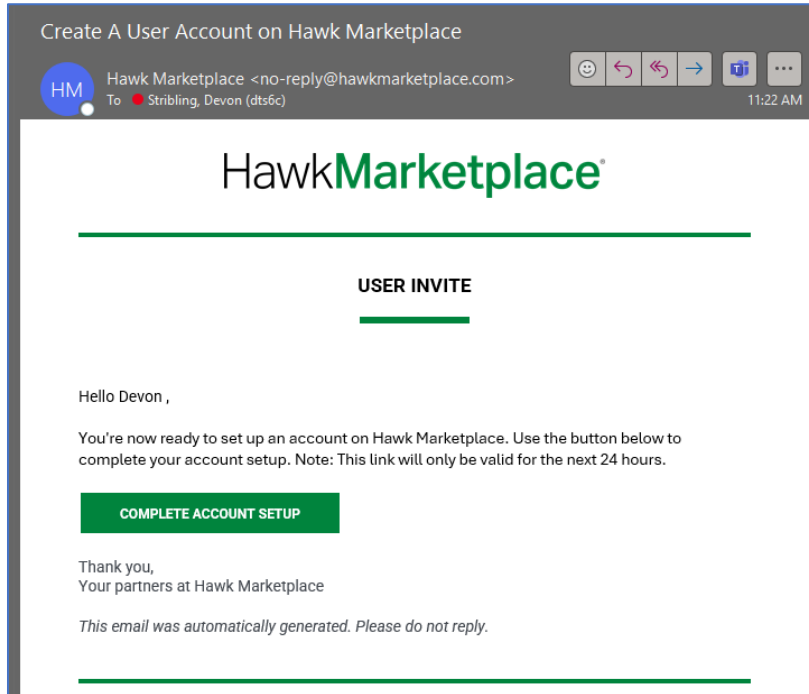 Create A User Account on Hawk Marketplace
HM
Hawk Marketplace <no-reply@hawkmarketplace.com>
To Stribling, Devon (dts6c)
11:22 AM
HawkMarketplace®
USER INVITE
Hello Devon ,
You're now ready to set up an account on Hawk Marketplace. Use the button below to
complete your account setup. Note: This link will only be valid for the next 24 hours.
COMPLETE ACCOUNT SETUP
Thank you,
Your partners at Hawk Marketplace
This email was automatically generated. Please do not reply.